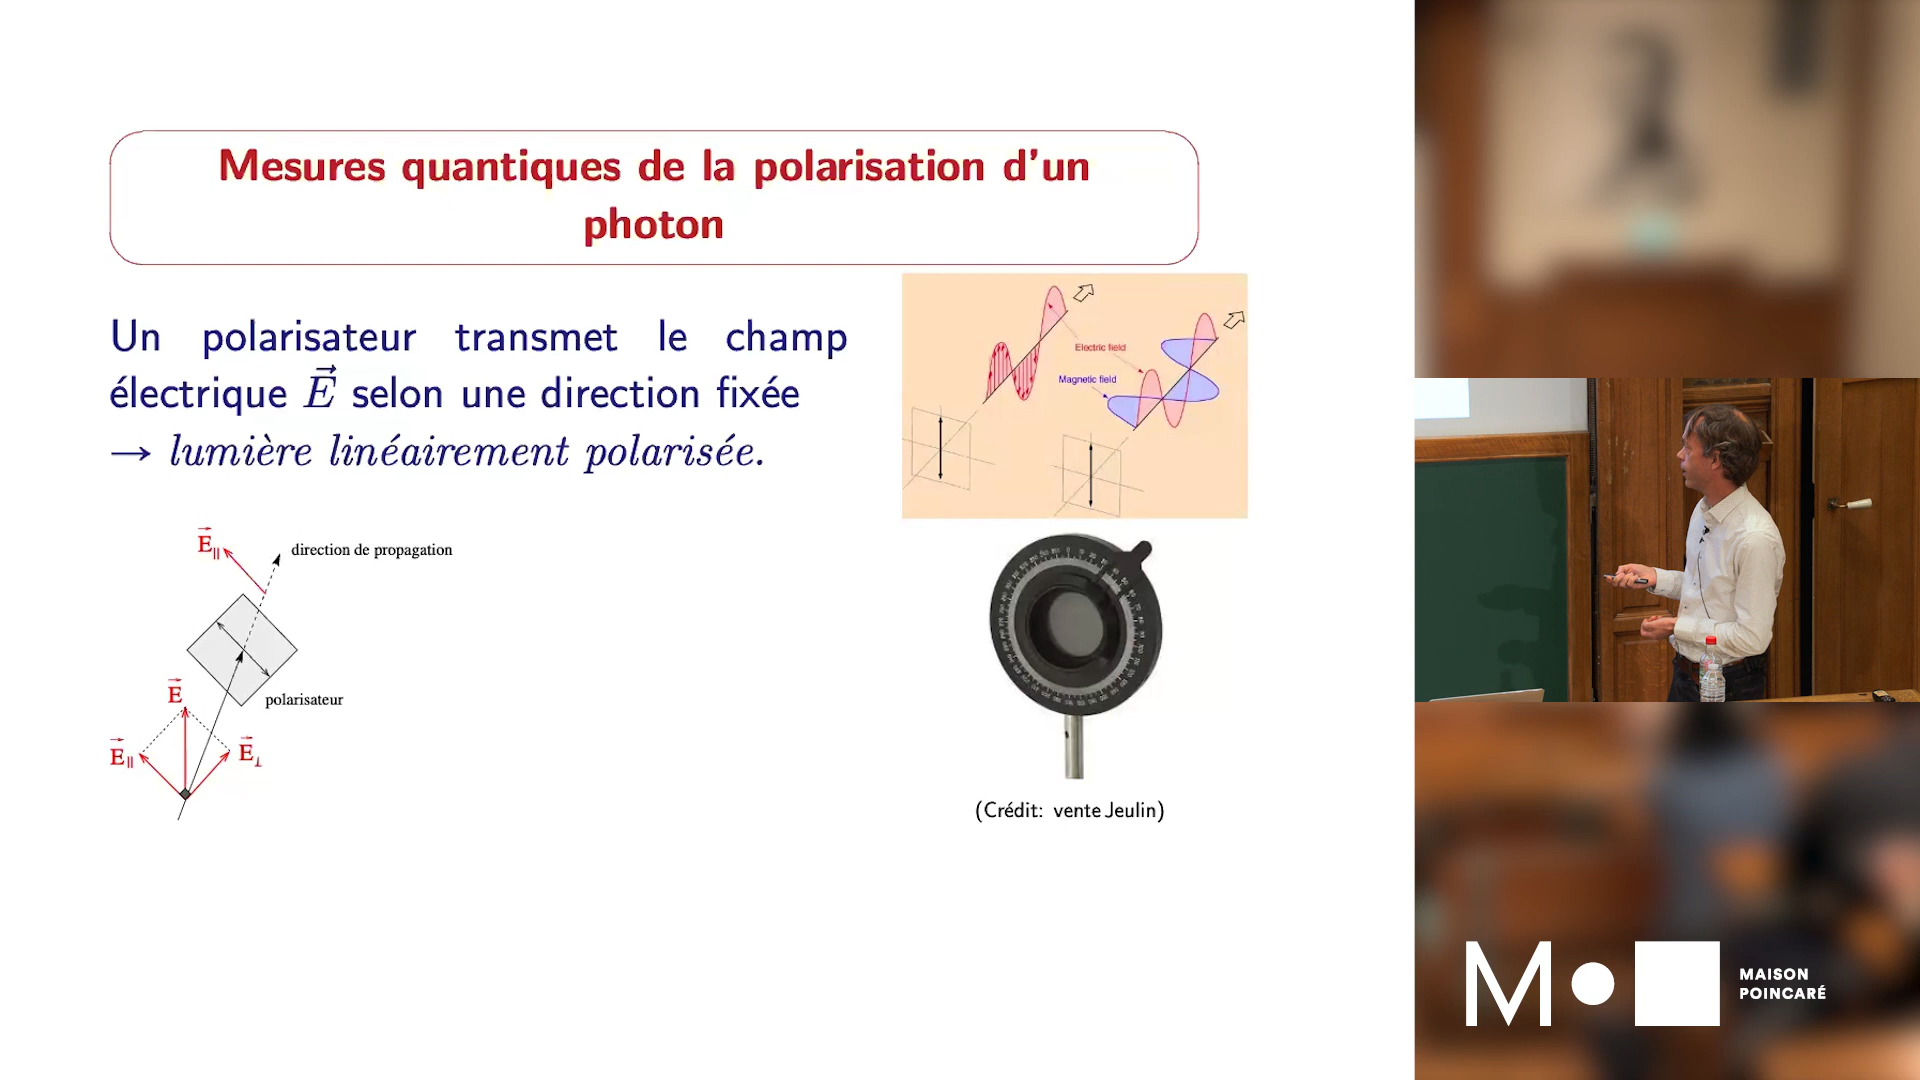 Mesures quantiques de la polarisation d'un
photon
Un polarisateur transmet le champ
électrique E⃗ selon une direction fixée
→ lumière linéairement polarisée.
Electric field
Magnetic field
E⃗∥
direction de propagation
polarisateur
E⃗
E⃗∥
E⃗⊥
(Crédit: vente Jeulin)
M
MAISON
POINCARÉ